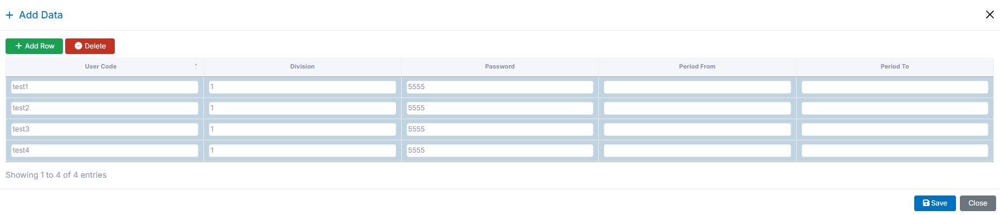 Add Data
Add Row Delete
User Code Division Password Period From Period To
test1 1 5555
test2 1 5555
test3 1 5555
test4 1 5555
Showing 1 to 4 of 4 entries
Save Close